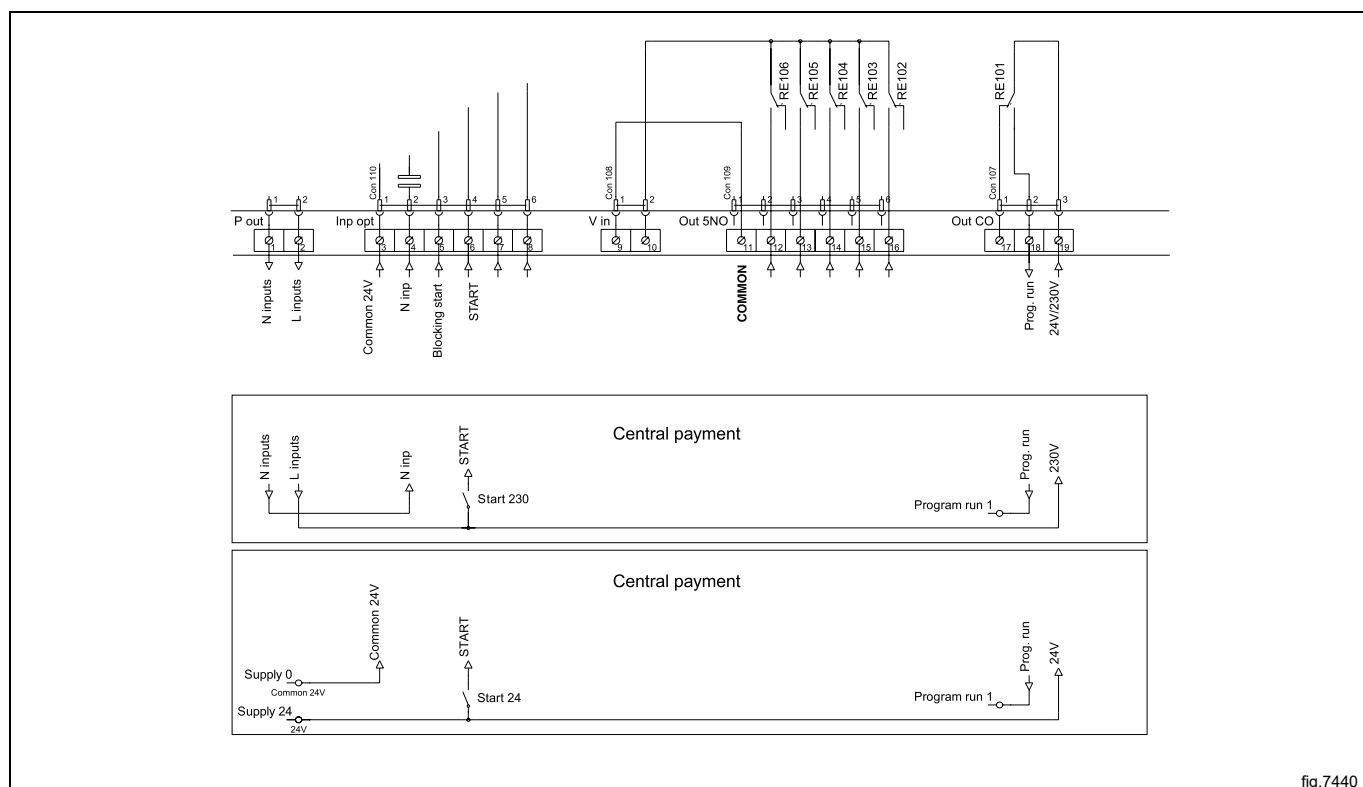 RE106
RE105
RE104
RE103
RE102
RE101
Con 110
Con 108
Con 109
Con 107
1 2
1 2 3 4 5 6
1 2
1 2 3 4 5 6
1 2 3
P out
Inp opt
V in
Out 5NO
Out CO
1 2
3 4 5 6 7 8
9 10
11 12 13 14 15 16
17 18 19
N inputs
L inputs
Common 24V
N inp
Blocking start
START
COMMON
Prog. run
24V/230V
Central payment
N inputs
L inputs
N inp
START
Start 230
Program run 1
Prog. run
230V
Central payment
Common 24V
START
Supply 0
Common 24V
Start 24
Supply 24
24V
Program run 1
Prog. run
24V
fig.7440